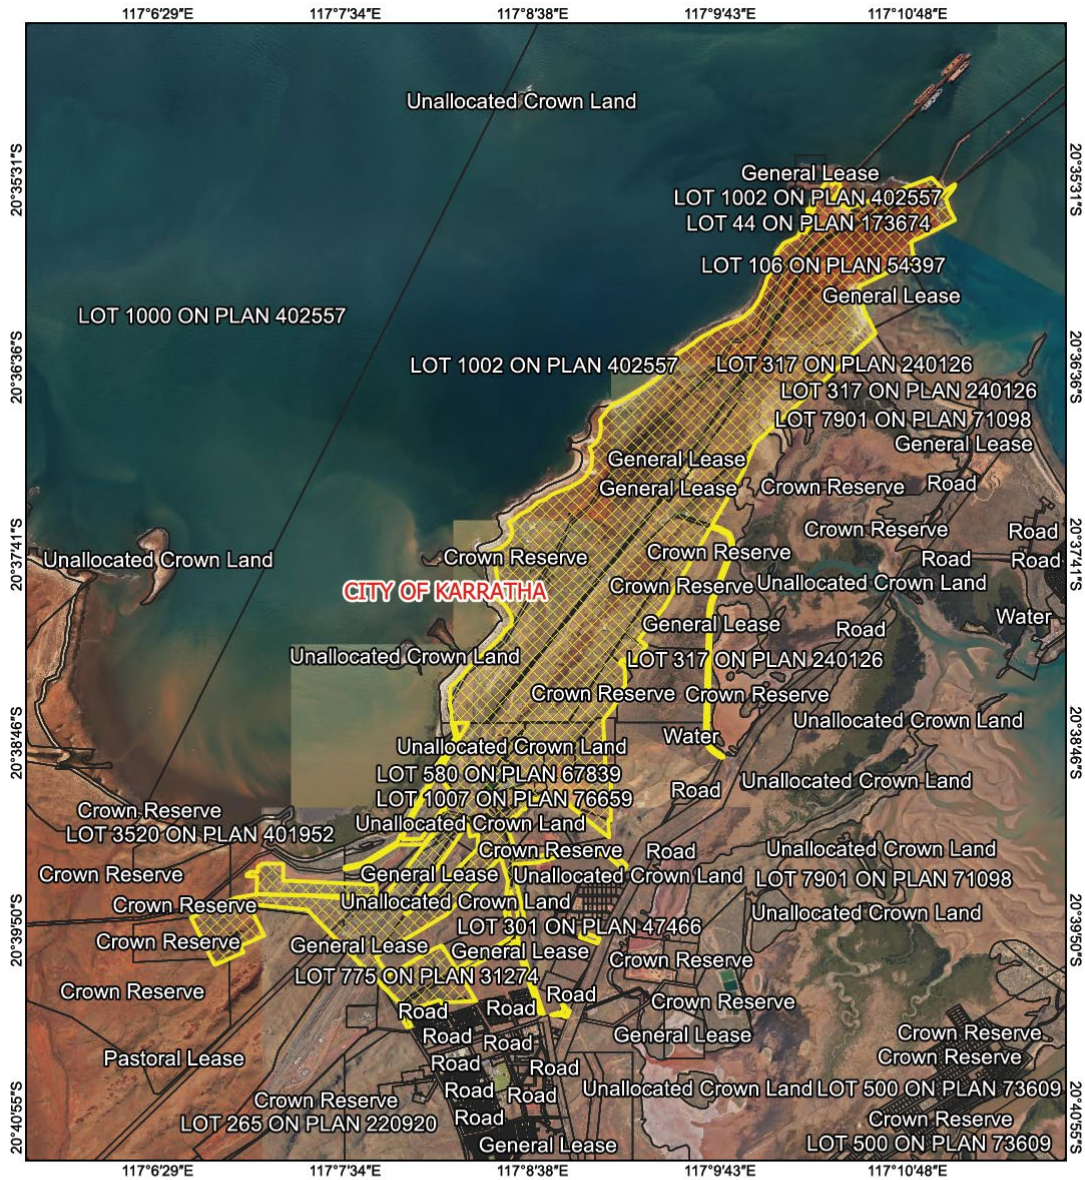 117°6'29"E 117°7'34"E 117°8'38"E 117°9'43"E 117°10'48"E
Unallocated Crown Land
20°35'31"S
20°35'31"S
General Lease
LOT 1002 ON PLAN 402557
LOT 44 ON PLAN 173674
LOT 106 ON PLAN 54397
General Lease
LOT 1000 ON PLAN 402557
20°36'36"S
20°36'36"S
LOT 1002 ON PLAN 402557
LOT 317 ON PLAN 240126
LOT 317 ON PLAN 240126
LOT 7901 ON PLAN 71098
General Lease
General Lease
General Lease
Crown Reserve
Road
Crown Reserve
Road
20°37'41"S
20°37'41"S
Unallocated Crown Land
Crown Reserve
Crown Reserve
Road
Road
CITY OF KARRATHA
Crown Reserve
Unallocated Crown Land
Water
General Lease
Road
Unallocated Crown Land
LOT 317 ON PLAN 240126
Crown Reserve
Crown Reserve
Unallocated Crown Land
20°38'46"S
20°38'46"S
Water
Unallocated Crown Land
LOT 580 ON PLAN 67839
Unallocated Crown Land
Road
LOT 1007 ON PLAN 76659
Crown Reserve
Unallocated Crown Land
LOT 3520 ON PLAN 401952
Crown Reserve
Road
Unallocated Crown Land
Crown Reserve
General Lease
Unallocated Crown Land
LOT 7901 ON PLAN 71098
Crown Reserve
Unallocated Crown Land
Unallocated Crown Land
20°39'50"S
20°39'50"S
LOT 301 ON PLAN 47466
Crown Reserve
General Lease
General Lease
Crown Reserve
LOT 775 ON PLAN 31274
Crown Reserve
Road
Crown Reserve
Road
Road
Road
Road
General Lease
Crown Reserve
Pastoral Lease
Crown Reserve
Road
Road
Road
Road
Unallocated Crown Land
LOT 500 ON PLAN 73609
Crown Reserve
20°40'55"S
20°40'55"S
LOT 265 ON PLAN 220920
Road
Crown Reserve
General Lease
LOT 500 ON PLAN 73609
117°6'29"E 117°7'34"E 117°8'38"E 117°9'43"E 117°10'48"E